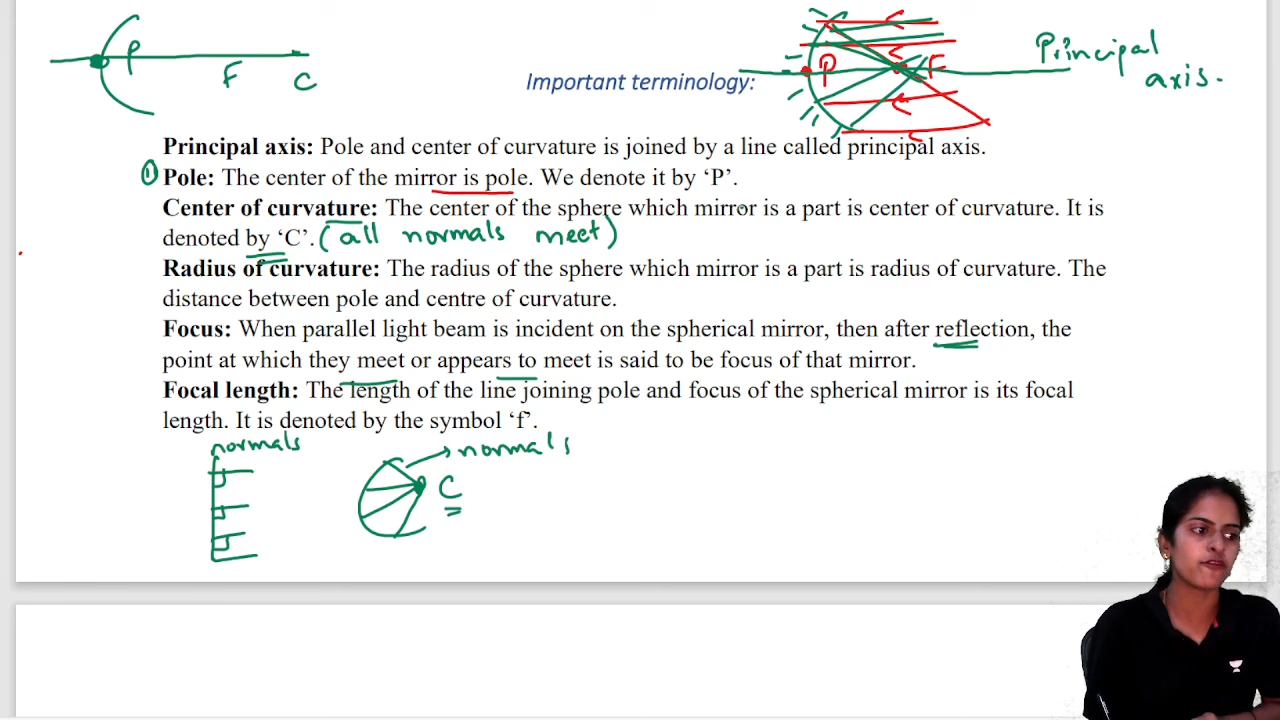 P
F
C
P
F
Principal
axis.
Important terminology:
Principal axis: Pole and center of curvature is joined by a line called principal axis.
① Pole: The center of the mirror is pole. We denote it by ‘P’.
Center of curvature: The center of the sphere which mirror is a part is center of curvature. It is
denoted by ‘C’. (all normals meet)
Radius of curvature: The radius of the sphere which mirror is a part is radius of curvature. The
distance between pole and centre of curvature.
Focus: When parallel light beam is incident on the spherical mirror, then after reflection, the
point at which they meet or appears to meet is said to be focus of that mirror.
Focal length: The length of the line joining pole and focus of the spherical mirror is its focal
length. It is denoted by the symbol ‘f’.
normals
normals
C